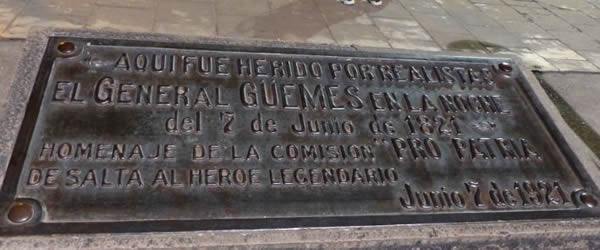 AQUI FUE HERIDO POR REALISTAS
EL GENERAL GÜEMES EN LA NOCHE
del 7 de Junio de 1821
HOMENAJE DE LA COMISION "PRO PATRIA
DE SALTA AL HEROE LEGENDARIO
Junio 7 de 1921